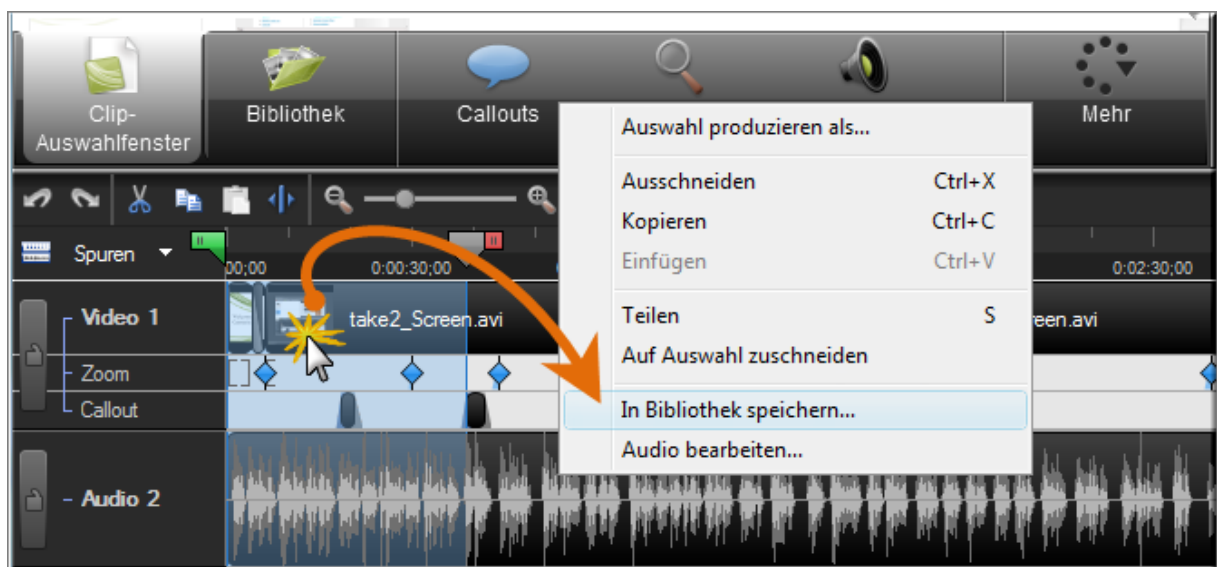 Clip-
Auswahlfenster
Bibliothek
Callouts
Mehr
Auswahl produzieren als...
Ausschneiden Ctrl+X
Kopieren Ctrl+C
Einfügen Ctrl+V
Teilen S
Auf Auswahl zuschneiden
In Bibliothek speichern...
Audio bearbeiten...
Spuren
00;00 0:00:30;00 0:02:30;00
Video 1 take2_Screen.avi reen.avi
Zoom
Callout
Audio 2